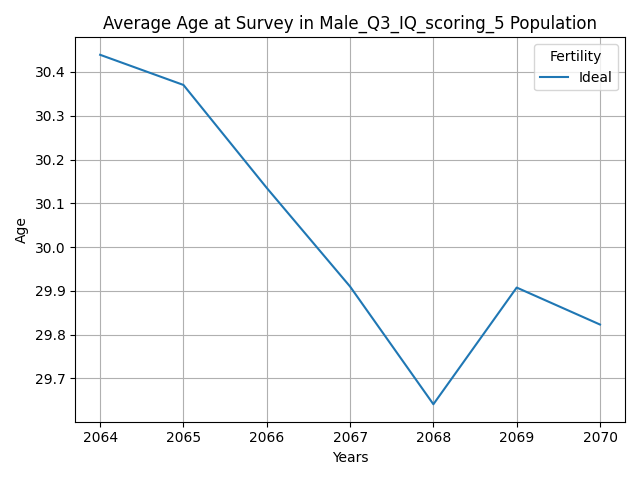 Average Age at Survey in Male_Q3_IQ_scoring_5 Population
Fertility
Ideal
30.4
30.3
30.2
30.1
30.0
29.9
29.8
29.7
Age
2064 2065 2066 2067 2068 2069 2070
Years